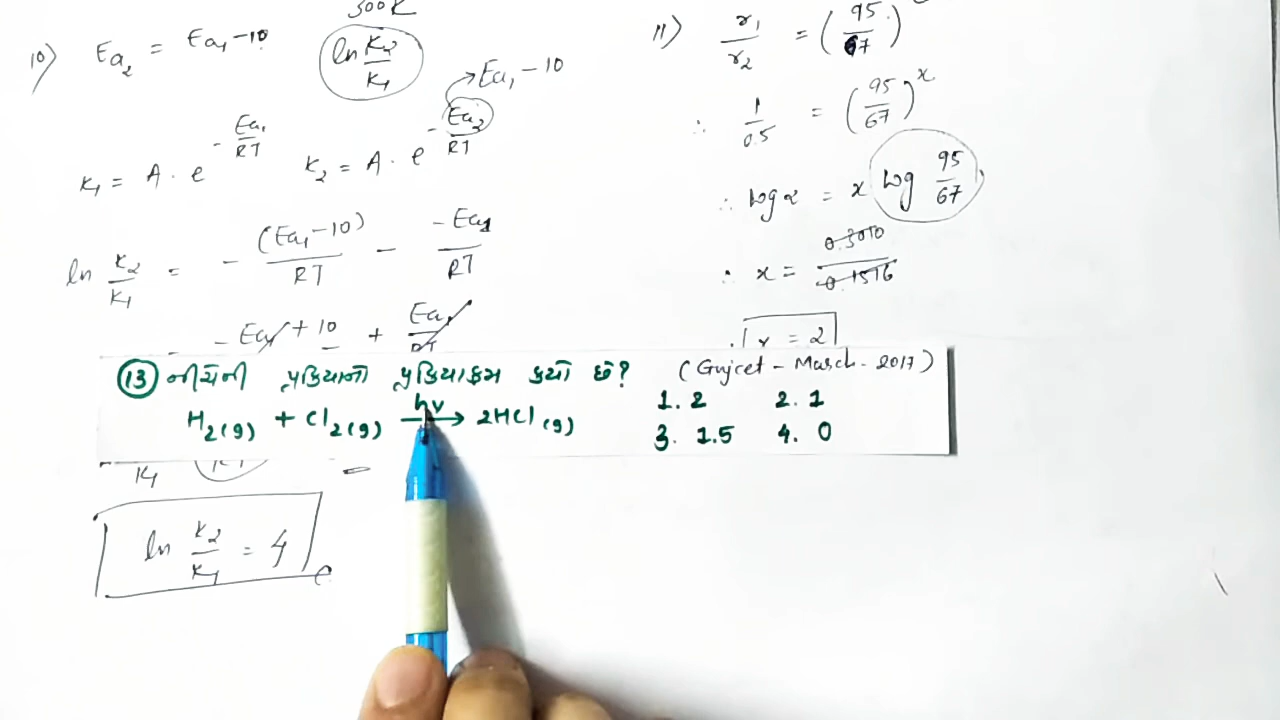 300K
10) Ea₂ = Ea₁-10
ln K₂/K₁
Ea₁-10
K₁ = A . e^(-Ea₁/RT) K₂ = A . e^(-Ea₂/RT)
ln K₂/K₁ = -(Ea₁-10)/RT - -Ea₁/RT
-Ea₁ + 10 + Ea₁/RT
ln K₂/K₁ = 4
11) r₁/r₂ = (95/67)
∴ 1/0.5 = (95/67)^x
∴ log 2 = x log 95/67
∴ x = 0.3010/0.1516
x = 2
13 નીચેની પ્રક્રિયાનો પ્રક્રિયાક્રમ કયો છે? (Gujcet - March - 2017)
H₂(g) + Cl₂(g) —hν→ 2HCl(g)
1. 2 2. 1
3. 1.5 4. 0